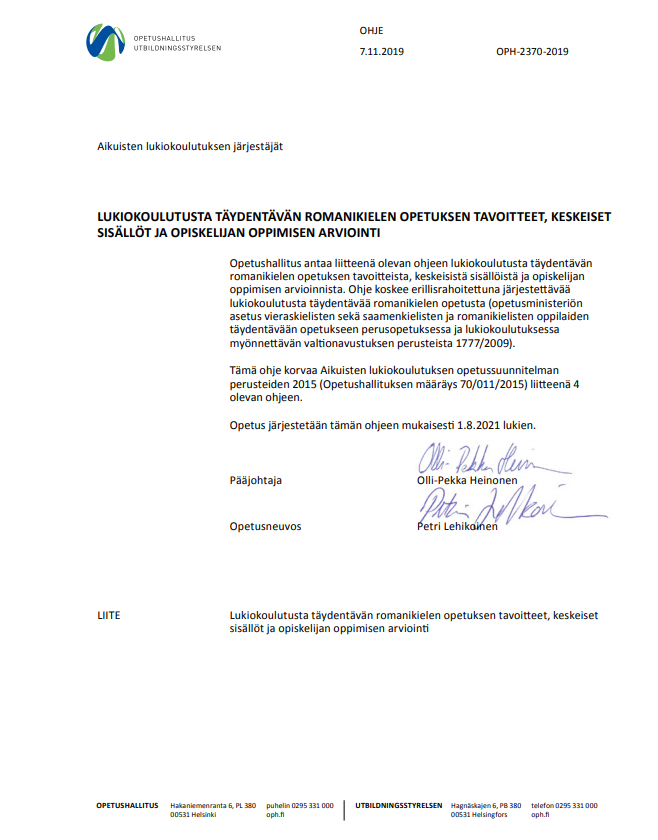 OPETUSHALLITUS
UTBILDNINGSSTYRELSEN
OHJE
7.11.2019 OPH-2370-2019
Aikuisten lukiokoulutuksen järjestäjät
LUKIOKOULUTUSTA TÄYDENTÄVÄN ROMANIKIELEN OPETUKSEN TAVOITTEET, KESKEISET
SISÄLLÖT JA OPISKELIJAN OPPIMISEN ARVIOINTI
Opetushallitus antaa liitteenä olevan ohjeen lukiokoulutusta täydentävän
romanikielen opetuksen tavoitteista, keskeisistä sisällöistä ja opiskelijan
oppimisen arvioinnista. Ohje koskee erillisrahoitettuna järjestettävää
lukiokoulutusta täydentävää romanikielen opetusta (opetusministeriön
asetus vieraskielisten sekä saamenkielisten ja romanikielisten oppilaiden
täydentävään opetukseen perusopetuksessa ja lukiokoulutuksessa
myönnettävän valtionavustuksen perusteista 1777/2009).
Tämä ohje korvaa Aikuisten lukiokoulutuksen opetussuunnitelman
perusteiden 2015 (Opetushallituksen määräys 70/011/2015) liitteenä 4
olevan ohjeen.
Opetus järjestetään tämän ohjeen mukaisesti 1.8.2021 lukien.
Olli-Pekka Hein
Pääjohtaja Olli-Pekka Heinonen
Opetusneuvos Petri Lehikoinen
LIITE Lukiokoulutusta täydentävän romanikielen opetuksen tavoitteet, keskeiset
sisällöt ja opiskelijan oppimisen arviointi
OPETUSHALLITUS Hakaniemenranta 6, PL 380 puhelin 0295 331 000 UTBILDNINGSSTYRELSEN Hagnäskajen 6, PB 380 telefon 0295 331 000
00531 Helsinki oph.fi 00531 Helsingfors oph.fi